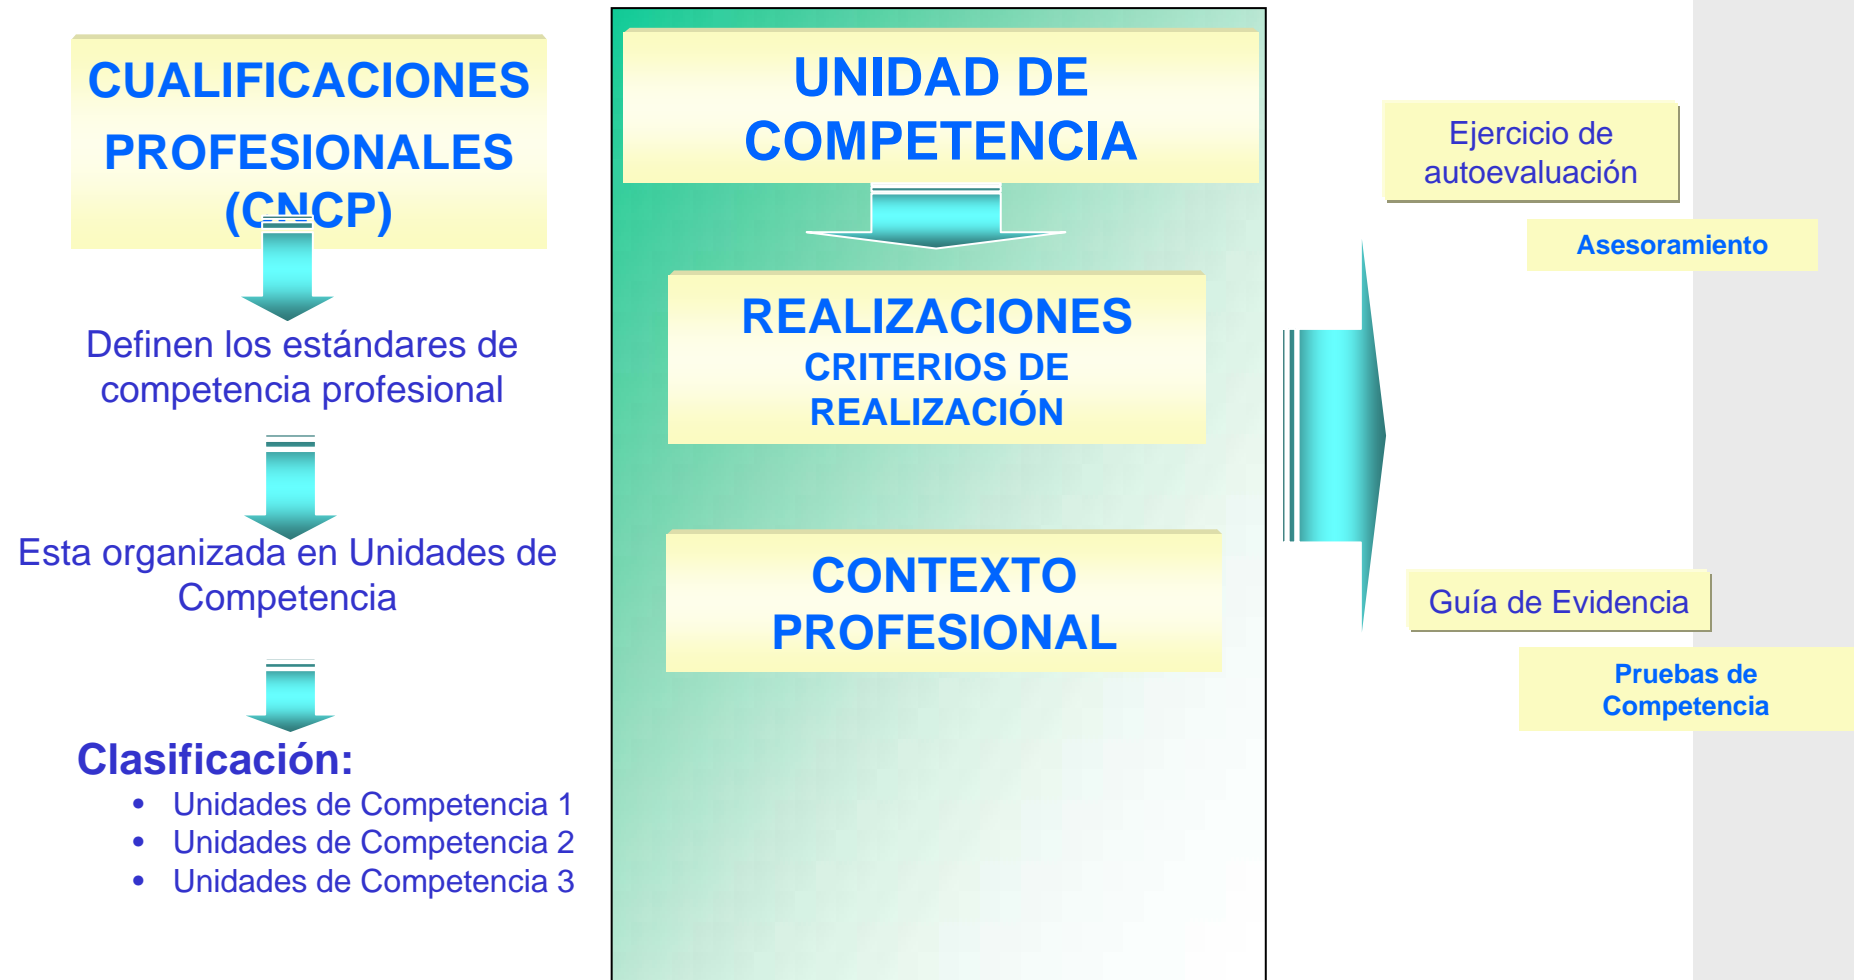 CUALIFICACIONES
PROFESIONALES
(CNCP)
Definen los estándares de
competencia profesional
Esta organizada en Unidades de
Competencia
Clasificación:
• Unidades de Competencia 1
• Unidades de Competencia 2
• Unidades de Competencia 3
UNIDAD DE
COMPETENCIA
REALIZACIONES
CRITERIOS DE
REALIZACIÓN
CONTEXTO
PROFESIONAL
Ejercicio de
autoevaluación
Asesoramiento
Guía de Evidencia
Pruebas de
Competencia